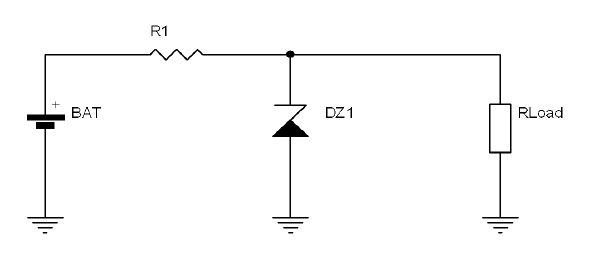 R1
+
BAT
DZ1
RLoad